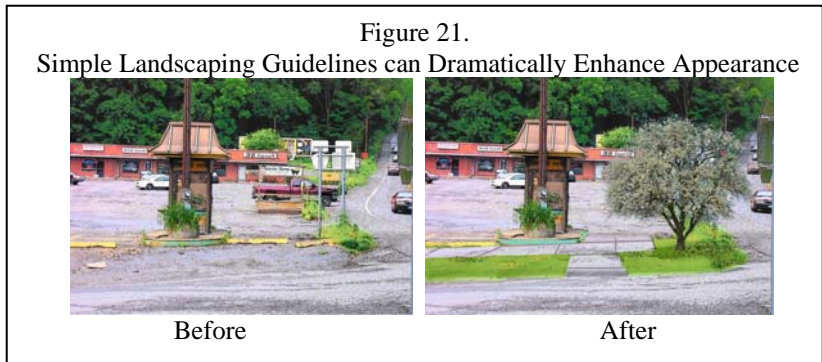 Figure 21.
Simple Landscaping Guidelines can Dramatically Enhance Appearance
Before
After